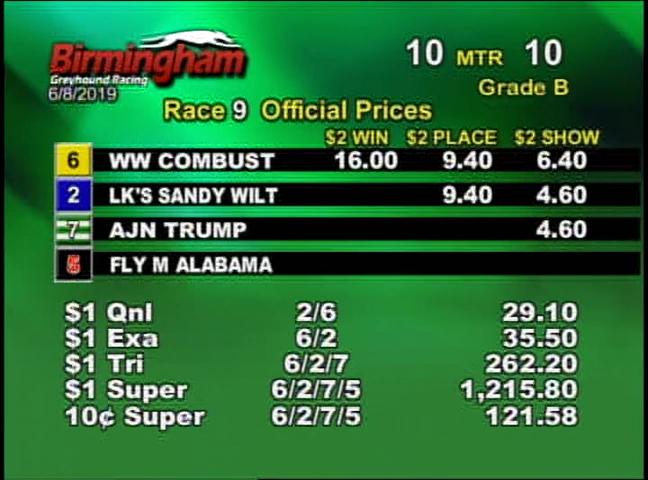 Birmingham
Greyhound Racing
6/8/2019
10 MTR 10
Grade B
Race 9 Official Prices
$2 WIN $2 PLACE $2 SHOW
6 WW COMBUST 16.00 9.40 6.40
2 LK'S SANDY WILT 9.40 4.60
7 AJN TRUMP 4.60
5 FLY M ALABAMA
$1 Qnl 2/6 29.10
$1 Exa 6/2 35.50
$1 Tri 6/2/7 262.20
$1 Super 6/2/7/5 1,215.80
10¢ Super 6/2/7/5 121.58